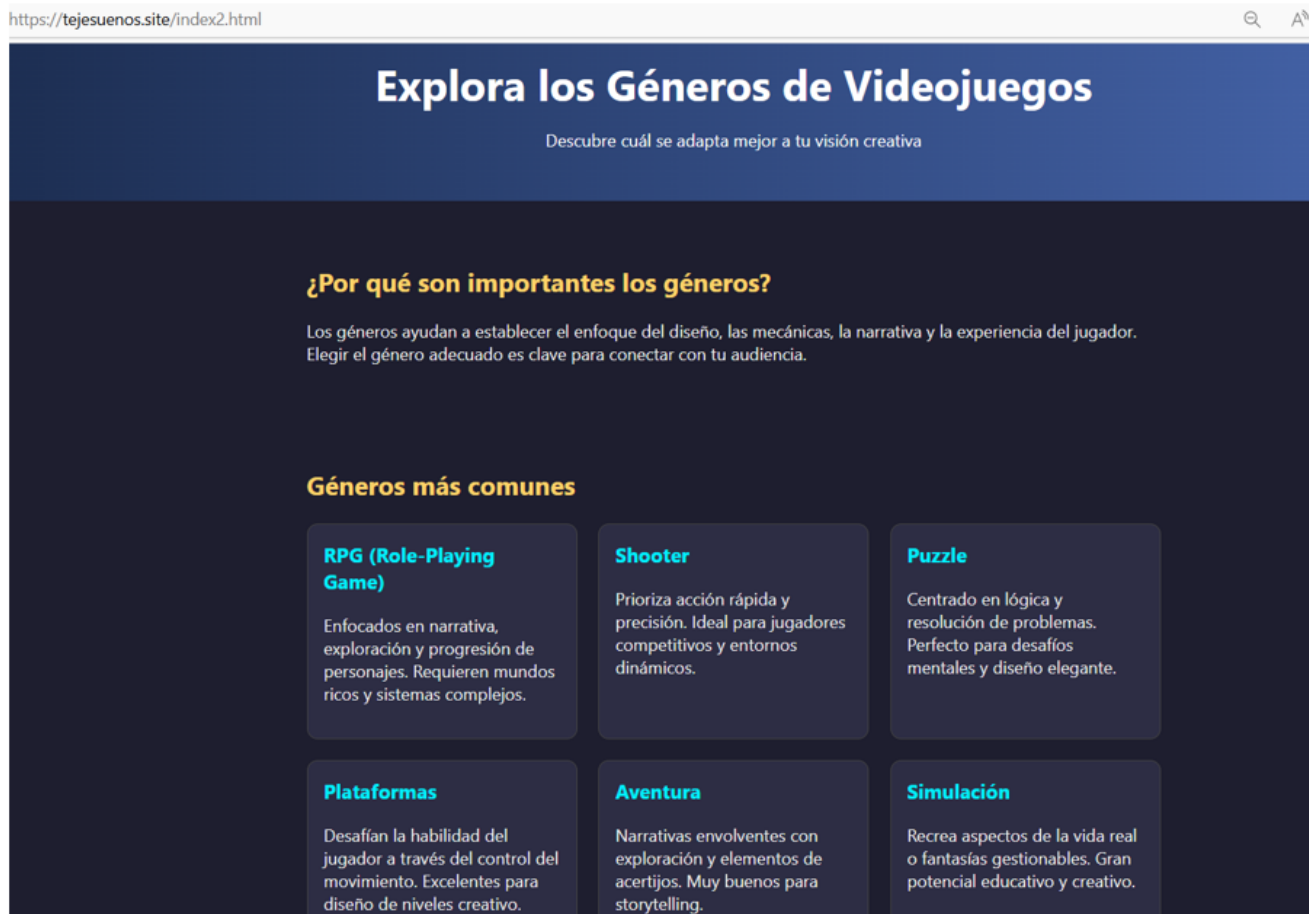 https://tejesuenos.site/index2.html
Explora los Géneros de Videojuegos
Descubre cuál se adapta mejor a tu visión creativa
¿Por qué son importantes los géneros?
Los géneros ayudan a establecer el enfoque del diseño, las mecánicas, la narrativa y la experiencia del jugador.
Elegir el género adecuado es clave para conectar con tu audiencia.
Géneros más comunes
RPG (Role-Playing
Game)
Enfocados en narrativa,
exploración y progresión de
personajes. Requieren mundos
ricos y sistemas complejos.
Shooter
Prioriza acción rápida y
precisión. Ideal para jugadores
competitivos y entornos
dinámicos.
Puzzle
Centrado en lógica y
resolución de problemas.
Perfecto para desafíos
mentales y diseño elegante.
Plataformas
Desafían la habilidad del
jugador a través del control del
movimiento. Excelentes para
diseño de niveles creativo.
Aventura
Narrativas envolventes con
exploración y elementos de
acertijos. Muy buenos para
storytelling.
Simulación
Recrea aspectos de la vida real
o fantasías gestionables. Gran
potencial educativo y creativo.